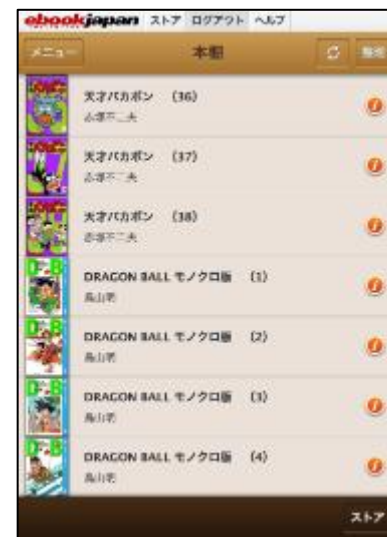 ebookjapan ストア ログアウト ヘルプ
メニュー 本棚
天才バカボン (36)
赤塚不二夫
天才バカボン (37)
赤塚不二夫
天才バカボン (38)
赤塚不二夫
DRAGON BALL モノクロ版 (1)
鳥山明
DRAGON BALL モノクロ版 (2)
鳥山明
DRAGON BALL モノクロ版 (3)
鳥山明
DRAGON BALL モノクロ版 (4)
鳥山明
ストア